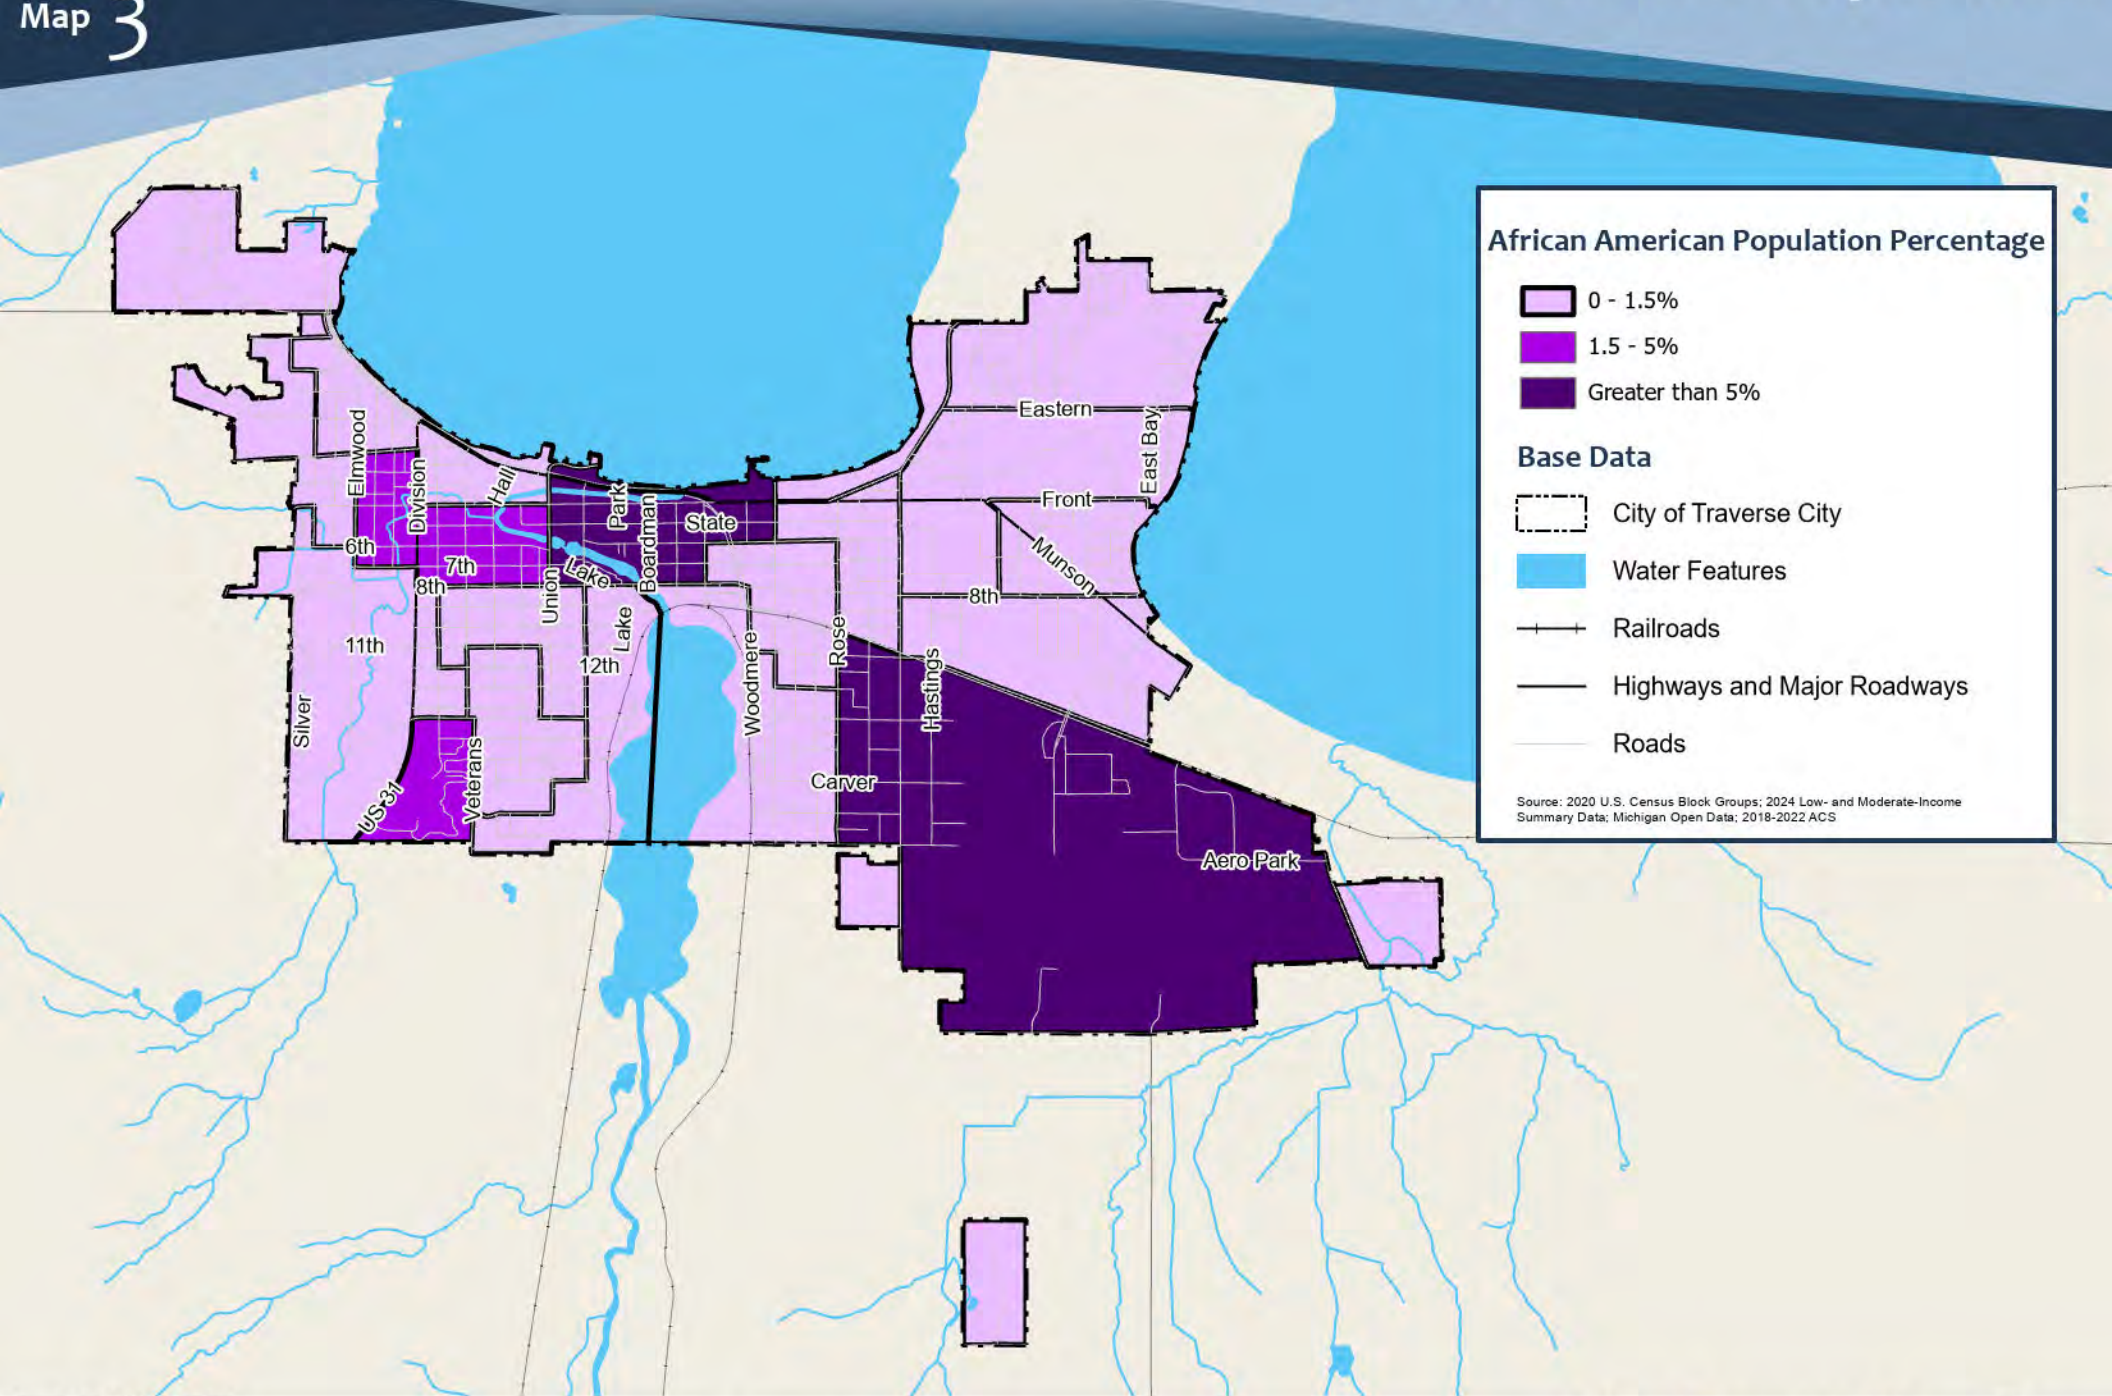 Map 3
African American Population Percentage
0 - 1.5%
1.5 - 5%
Greater than 5%
Base Data
City of Traverse City
Water Features
Railroads
Highways and Major Roadways
Roads
Source: 2020 U.S. Census Block Groups; 2024 Low- and Moderate-Income
Summary Data; Michigan Open Data; 2018-2022 ACS
Eastern
East Bay
Elmwood
Division
Hall
Park
Boardman
State
Front
6th
7th
8th
Lake
Union
Munson
8th
11th
Lake
12th
Rose
Woodmere
Hastings
Silver
US-31
Veterans
Carver
Aero Park